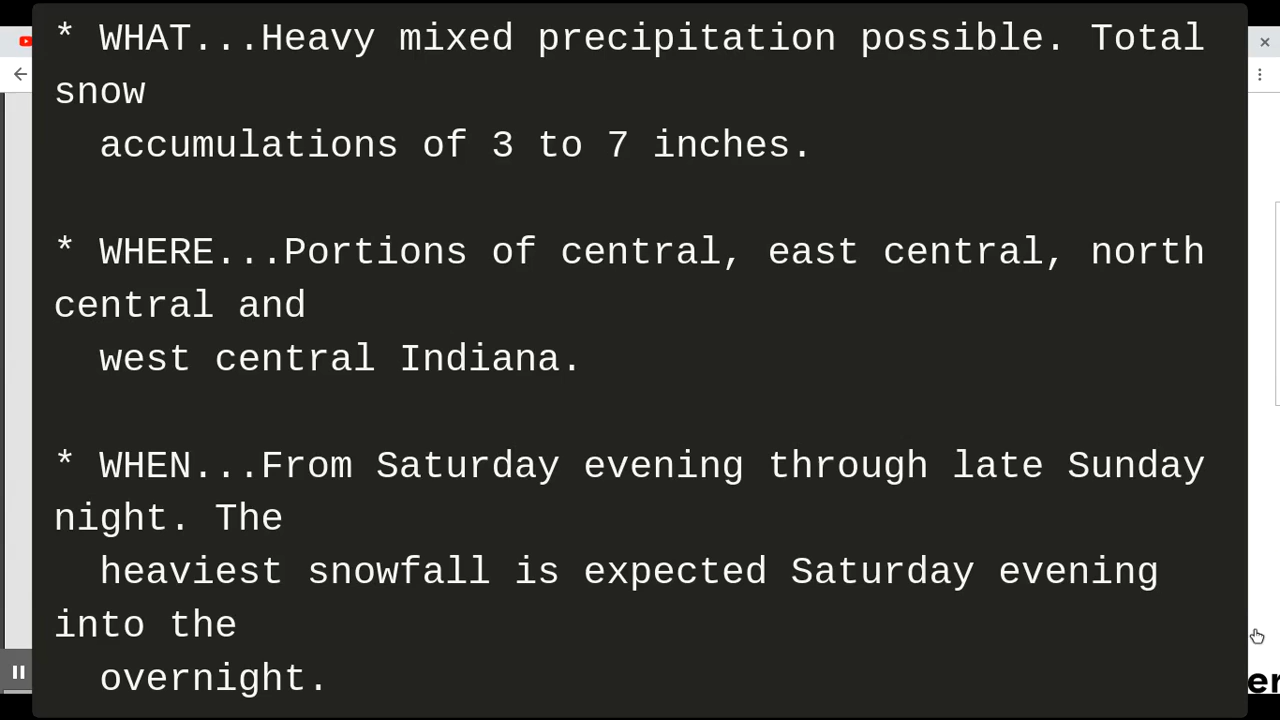 * WHAT...Heavy mixed precipitation possible. Total
snow
accumulations of 3 to 7 inches.
* WHERE...Portions of central, east central, north
central and
west central Indiana.
* WHEN...From Saturday evening through late Sunday
night. The
heaviest snowfall is expected Saturday evening
into the
overnight.
er